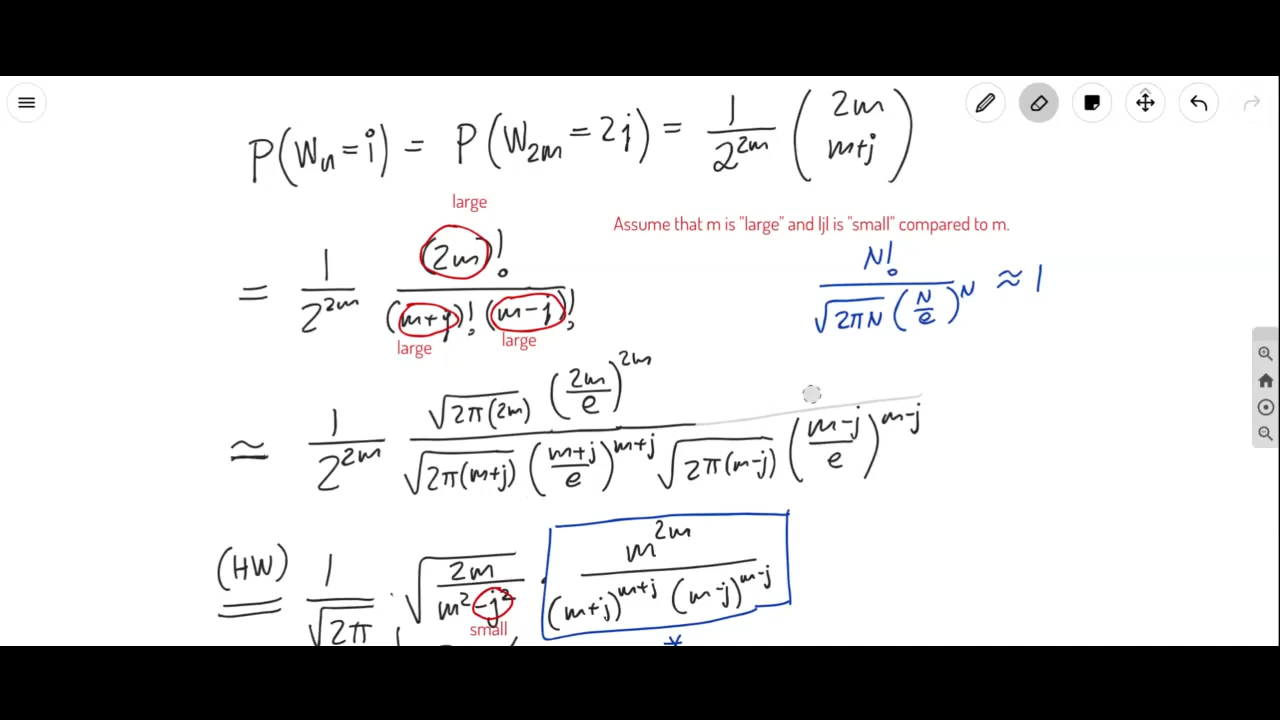 P(Wₙ = i) = P(W₂ₘ = 2j) = 1/2^{2m} (2m choose m+j)
large
Assume that m is "large" and |j| is "small" compared to m.
= 1/2^{2m} (2m)! / ((m+j)! (m-j)!)
N! / (√(2πN) (N/e)^N) ≈ 1
large large
≈ 1/2^{2m} √(2π(2m)) (2m/e)^{2m} / (√(2π(m+j)) ((m+j)/e)^{m+j} √(2π(m-j)) ((m-j)/e)^{m-j})
(HW) = 1/√(2π) · √(2m/(m²-j²)) · m^{2m} / ((m+j)^{m+j} (m-j)^{m-j})
small
*